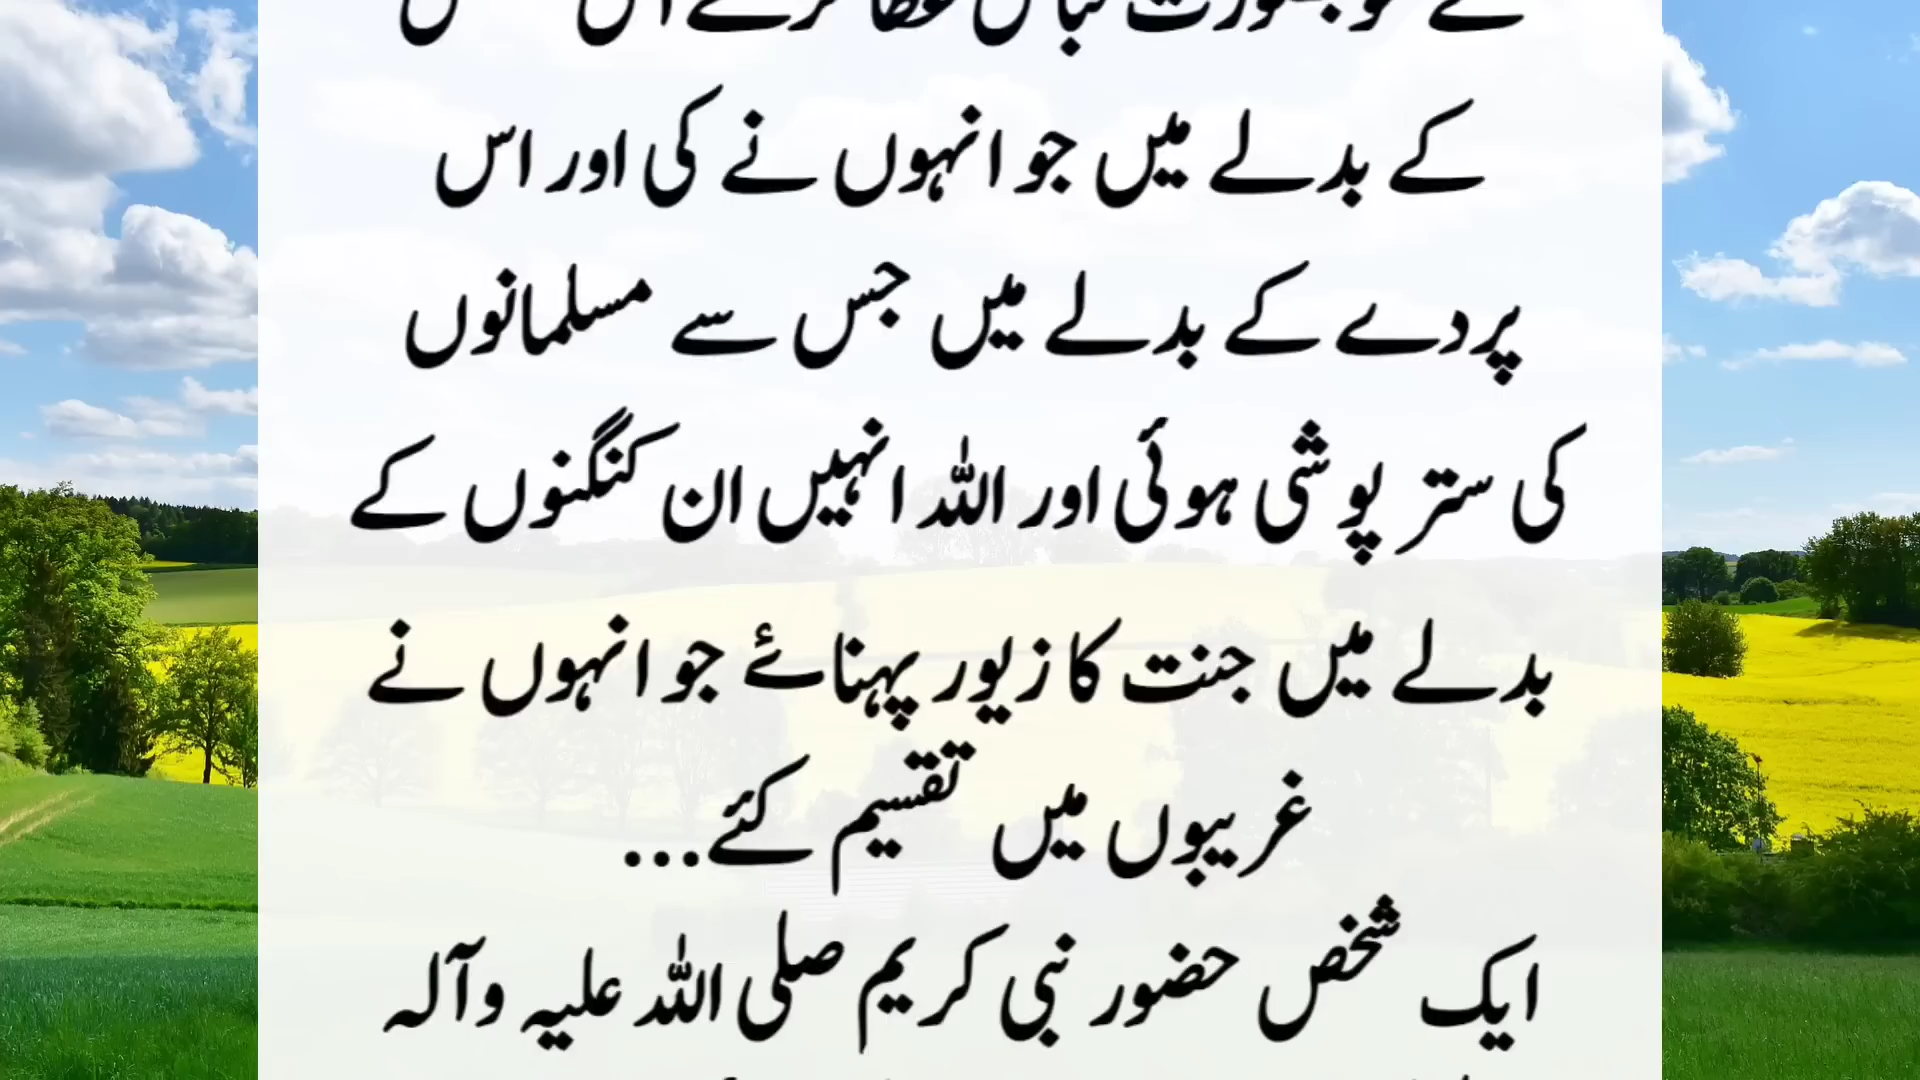 کے بدلے میں جو انہوں نے کی اور اس
پردے کے بدلے میں جس سے مسلمانوں
کی ستر پوشی ہوئی اور اللہ انہیں ان کنگنوں کے
بدلے میں جنت کا زیور پہنائے جو انہوں نے
غریبوں میں تقسیم کئے...
ایک شخص حضور نبی کریم صلی اللہ علیہ وآلہ